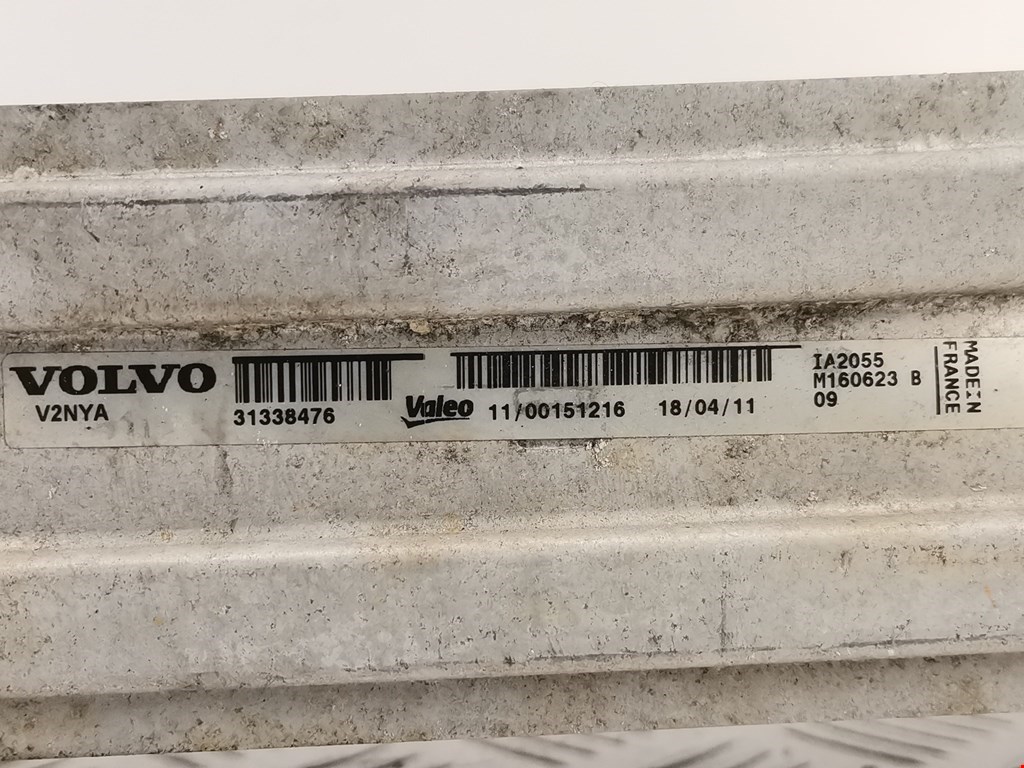 VOLVO
V2NYA
31338476
Valeo
11/00151216
18/04/11
IA2055
M160623 B
09
MADE IN
FRANCE